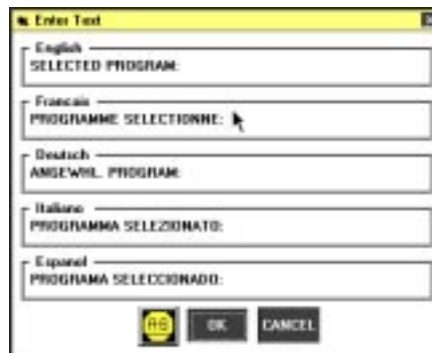 Enter Text
English
SELECTED PROGRAM:
Francais
PROGRAMME SELECTIONNE:
Deutsch
ANGEWHL. PROGRAM:
Italiano
PROGRAMMA SELEZIONATO:
Espanol
PROGRAMA SELECCIONADO:
AB OK CANCEL